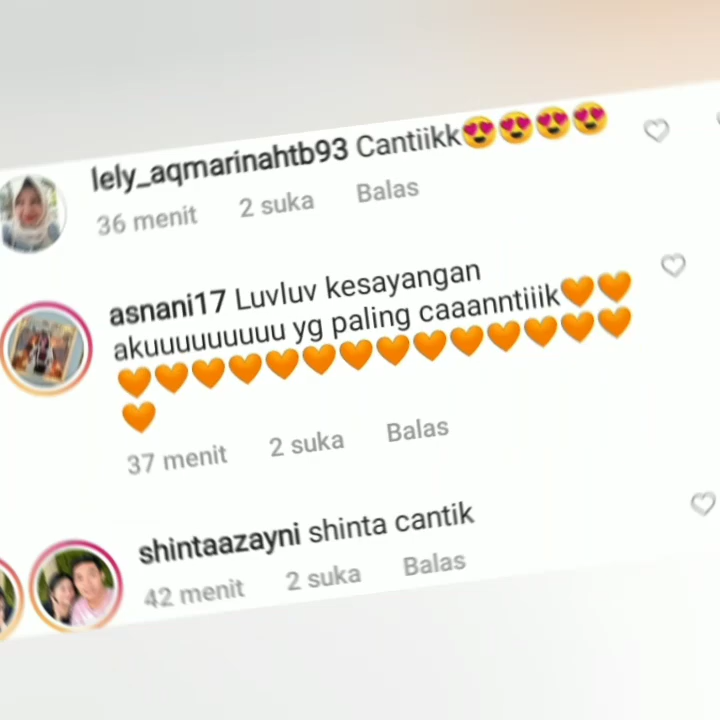 lely_aqmarinahtb93 Cantiikk😍😍😍😍
36 menit 2 suka Balas
asnani17 Luvluv kesayangan
akuuuuuuuuu yg paling caaanntiiik🧡🧡
🧡🧡🧡🧡🧡🧡🧡🧡🧡🧡🧡🧡🧡🧡
🧡
37 menit 2 suka Balas
shintaazayni shinta cantik
42 menit 2 suka Balas